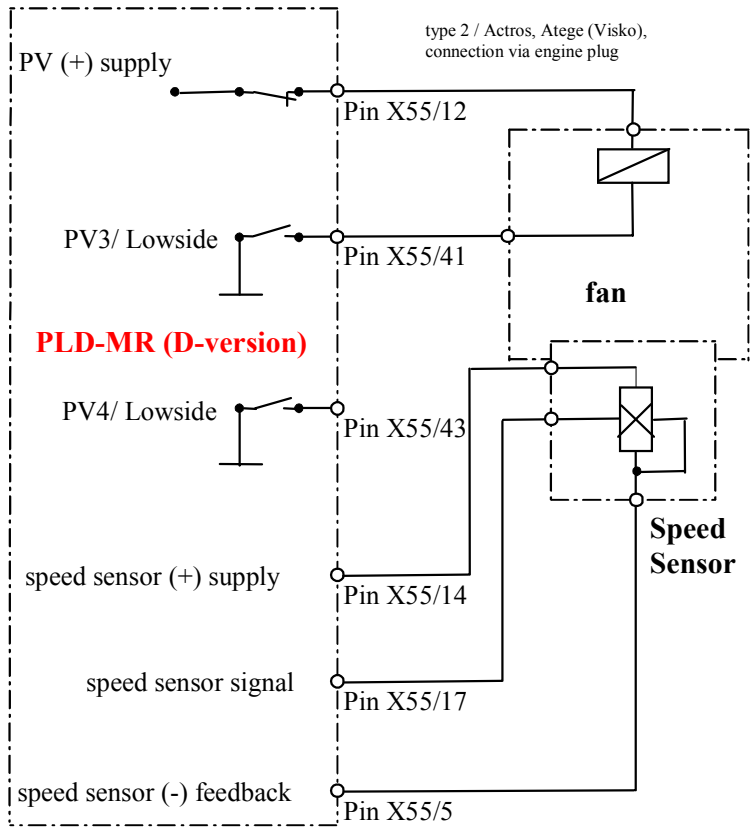 type 2 / Actros, Atege (Visko),
connection via engine plug
PV (+) supply
Pin X55/12
PV3/ Lowside
Pin X55/41
fan
PLD-MR (D-version)
PV4/ Lowside
Pin X55/43
Speed
Sensor
speed sensor (+) supply
Pin X55/14
speed sensor signal
Pin X55/17
speed sensor (-) feedback
Pin X55/5